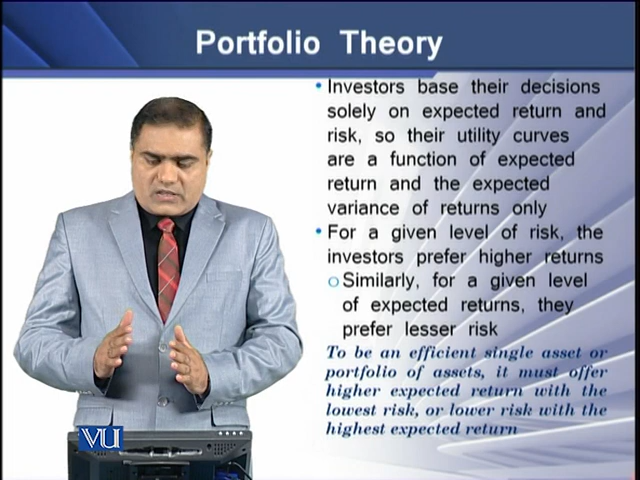 Portfolio Theory
• Investors base their decisions
solely on expected return and
risk, so their utility curves
are a function of expected
return and the expected
variance of returns only
• For a given level of risk, the
investors prefer higher returns
o Similarly, for a given level
of expected returns, they
prefer lesser risk
To be an efficient single asset or
portfolio of assets, it must offer
higher expected return with the
lowest risk, or lower risk with the
highest expected return
VU